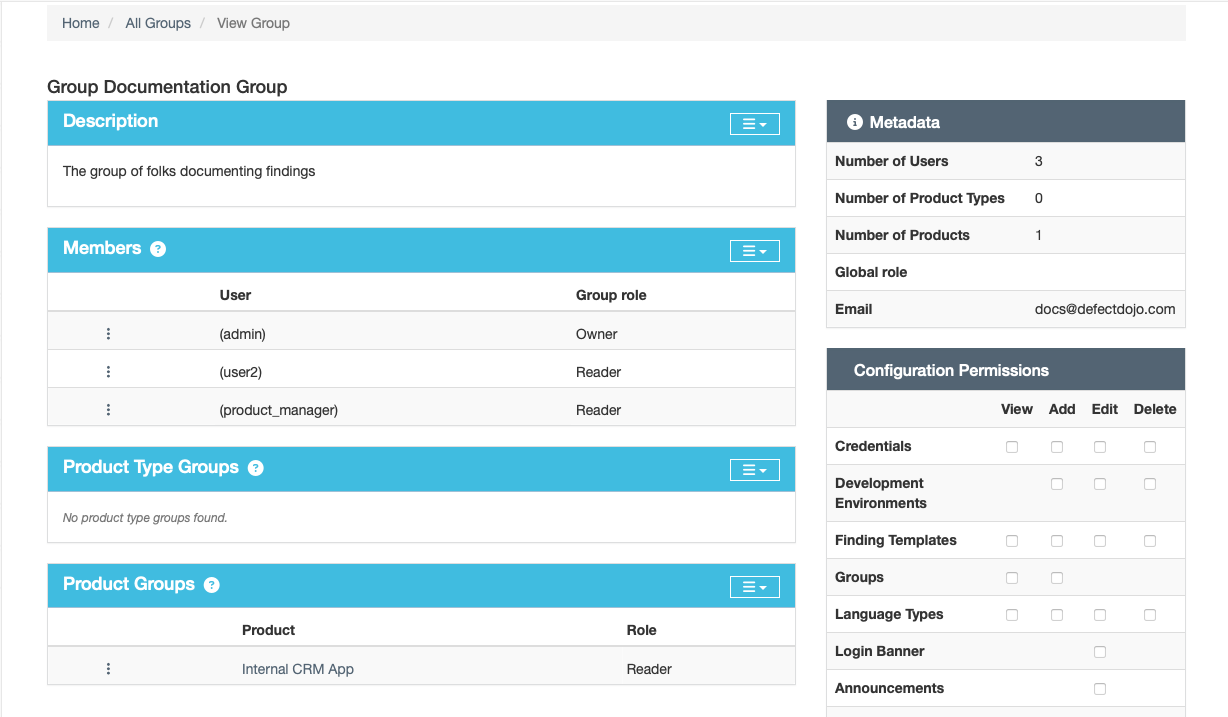 Home / All Groups / View Group
Group Documentation Group
Description
The group of folks documenting findings
Members ?
User Group role
(admin) Owner
(user2) Reader
(product_manager) Reader
Product Type Groups ?
No product type groups found.
Product Groups ?
Product Role
Internal CRM App Reader
Metadata
Number of Users 3
Number of Product Types 0
Number of Products 1
Global role
Email docs@defectdojo.com
Configuration Permissions
View Add Edit Delete
Credentials
Development
Environments
Finding Templates
Groups
Language Types
Login Banner
Announcements